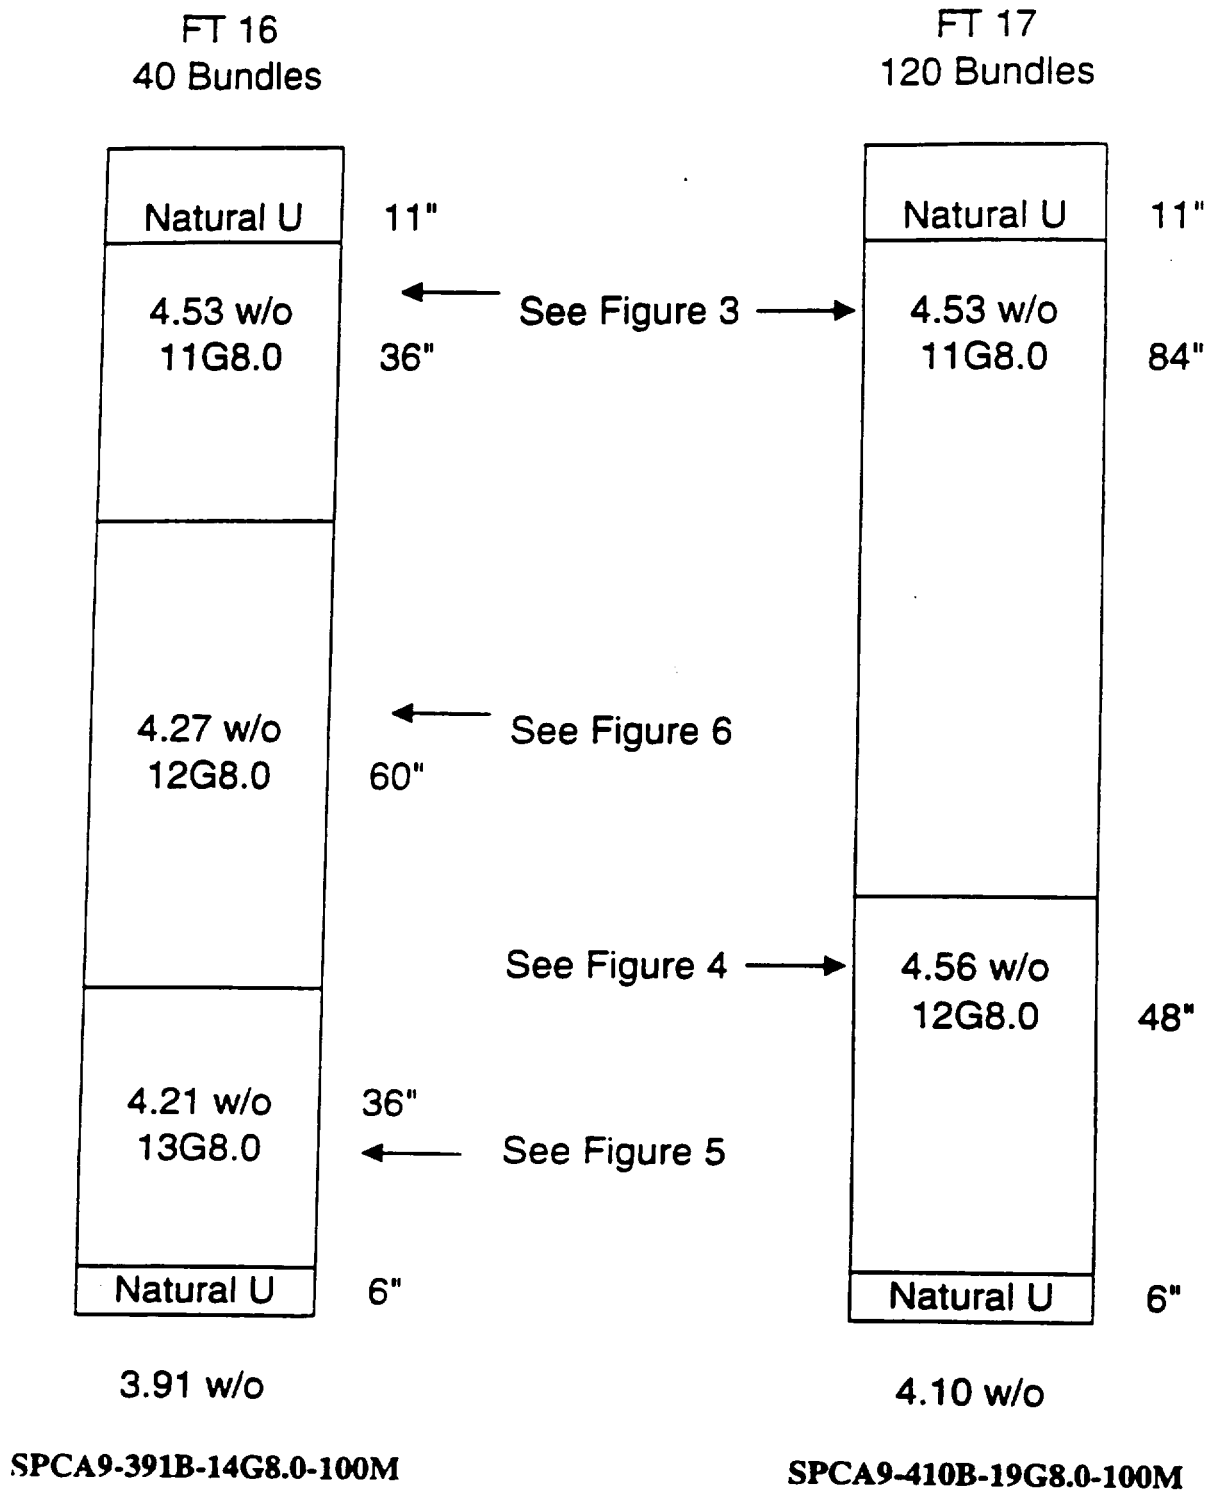 FT 16
40 Bundles
Natural U 11"
4.53 w/o
11G8.0 36"
4.27 w/o
12G8.0 60"
4.21 w/o 36"
13G8.0
Natural U 6"
3.91 w/o
SPCA9-391B-14G8.0-100M
See Figure 3
See Figure 6
See Figure 4
See Figure 5
FT 17
120 Bundles
Natural U 11"
4.53 w/o
11G8.0 84"
4.56 w/o
12G8.0 48"
Natural U 6"
4.10 w/o
SPCA9-410B-19G8.0-100M